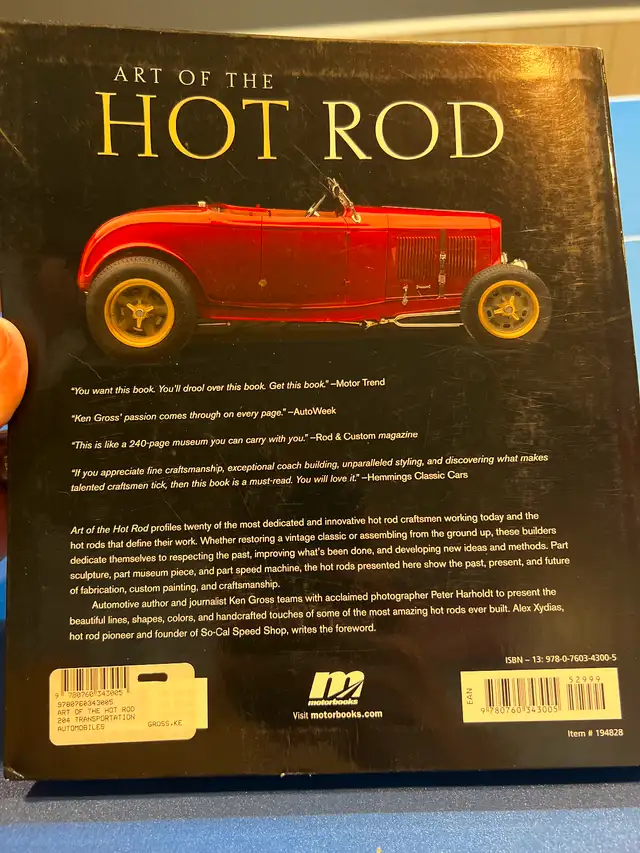 ART OF THE
HOT ROD
"You want this book. You'll drool over this book. Get this book." –Motor Trend
"Ken Gross' passion comes through on every page." –AutoWeek
"This is like a 240-page museum you can carry with you." –Rod & Custom magazine
"If you appreciate fine craftsmanship, exceptional coach building, unparalleled styling, and discovering what makes
talented craftsmen tick, then this book is a must-read. You will love it." –Hemmings Classic Cars
Art of the Hot Rod profiles twenty of the most dedicated and innovative hot rod craftsmen working today and the
hot rods that define their work. Whether restoring a vintage classic or assembling from the ground up, these builders
dedicate themselves to respecting the past, improving what's been done, and developing new ideas and methods. Part
sculpture, part museum piece, and part speed machine, the hot rods presented here show the past, present, and future
of fabrication, custom painting, and craftsmanship.
Automotive author and journalist Ken Gross teams with acclaimed photographer Peter Harholdt to present the
beautiful lines, shapes, colors, and handcrafted touches of some of the most amazing hot rods ever built. Alex Xydias,
hot rod pioneer and founder of So-Cal Speed Shop, writes the foreword.
9 780760 343005
9780760343005
ART OF THE HOT ROD
204 TRANSPORTATION
AUTOMOBILES GROSS.KE
motorbooks
Visit motorbooks.com
ISBN – 13: 978-0-7603-4300-5
EAN
52999
9 780760 343005
Item # 194828